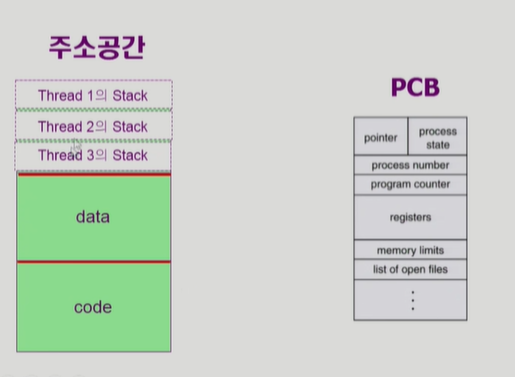 주소공간
Thread 1의 Stack
Thread 2의 Stack
Thread 3의 Stack
data
code
PCB
pointer
process
state
process number
program counter
registers
memory limits
list of open files